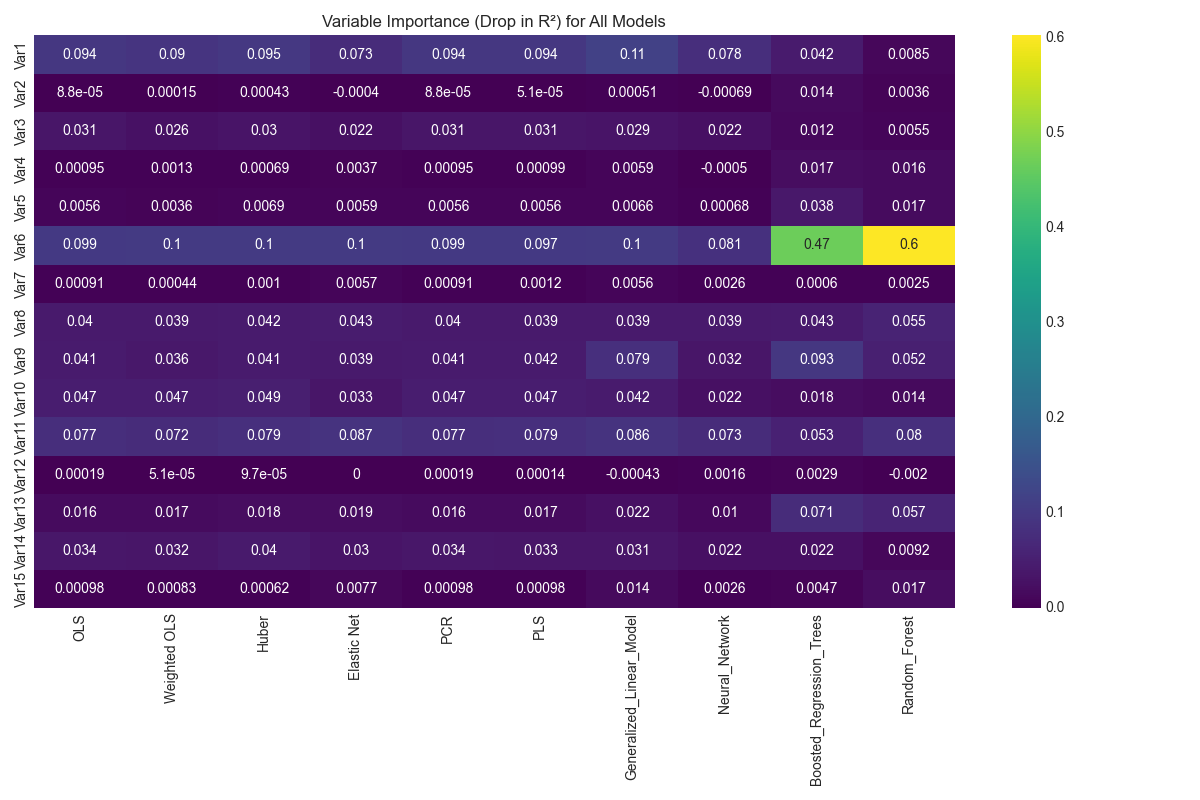 Variable Importance (Drop in R²) for All Models
Var1 0.094 0.09 0.095 0.073 0.094 0.094 0.11 0.078 0.042 0.0085
Var2 8.8e-05 0.00015 0.00043 -0.0004 8.8e-05 5.1e-05 0.00051 -0.00069 0.014 0.0036
Var3 0.031 0.026 0.03 0.022 0.031 0.031 0.029 0.022 0.012 0.0055
Var4 0.00095 0.0013 0.00069 0.0037 0.00095 0.00099 0.0059 -0.0005 0.017 0.016
Var5 0.0056 0.0036 0.0069 0.0059 0.0056 0.0056 0.0066 0.00068 0.038 0.017
Var6 0.099 0.1 0.1 0.1 0.099 0.097 0.1 0.081 0.47 0.6
Var7 0.00091 0.00044 0.001 0.0057 0.00091 0.0012 0.0056 0.0026 0.0006 0.0025
Var8 0.04 0.039 0.042 0.043 0.04 0.039 0.039 0.039 0.043 0.055
Var9 0.041 0.036 0.041 0.039 0.041 0.042 0.079 0.032 0.093 0.052
Var10 0.047 0.047 0.049 0.033 0.047 0.047 0.042 0.022 0.018 0.014
Var11 0.077 0.072 0.079 0.087 0.077 0.079 0.086 0.073 0.053 0.08
Var12 0.00019 5.1e-05 9.7e-05 0 0.00019 0.00014 -0.00043 0.0016 0.0029 -0.002
Var13 0.016 0.017 0.018 0.019 0.016 0.017 0.022 0.01 0.071 0.057
Var14 0.034 0.032 0.04 0.03 0.034 0.033 0.031 0.022 0.022 0.0092
Var15 0.00098 0.00083 0.00062 0.0077 0.00098 0.00098 0.014 0.0026 0.0047 0.017
OLS
Weighted OLS
Huber
Elastic Net
PCR
PLS
Generalized_Linear_Model
Neural_Network
Boosted_Regression_Trees
Random_Forest
0.6
0.5
0.4
0.3
0.2
0.1
0.0